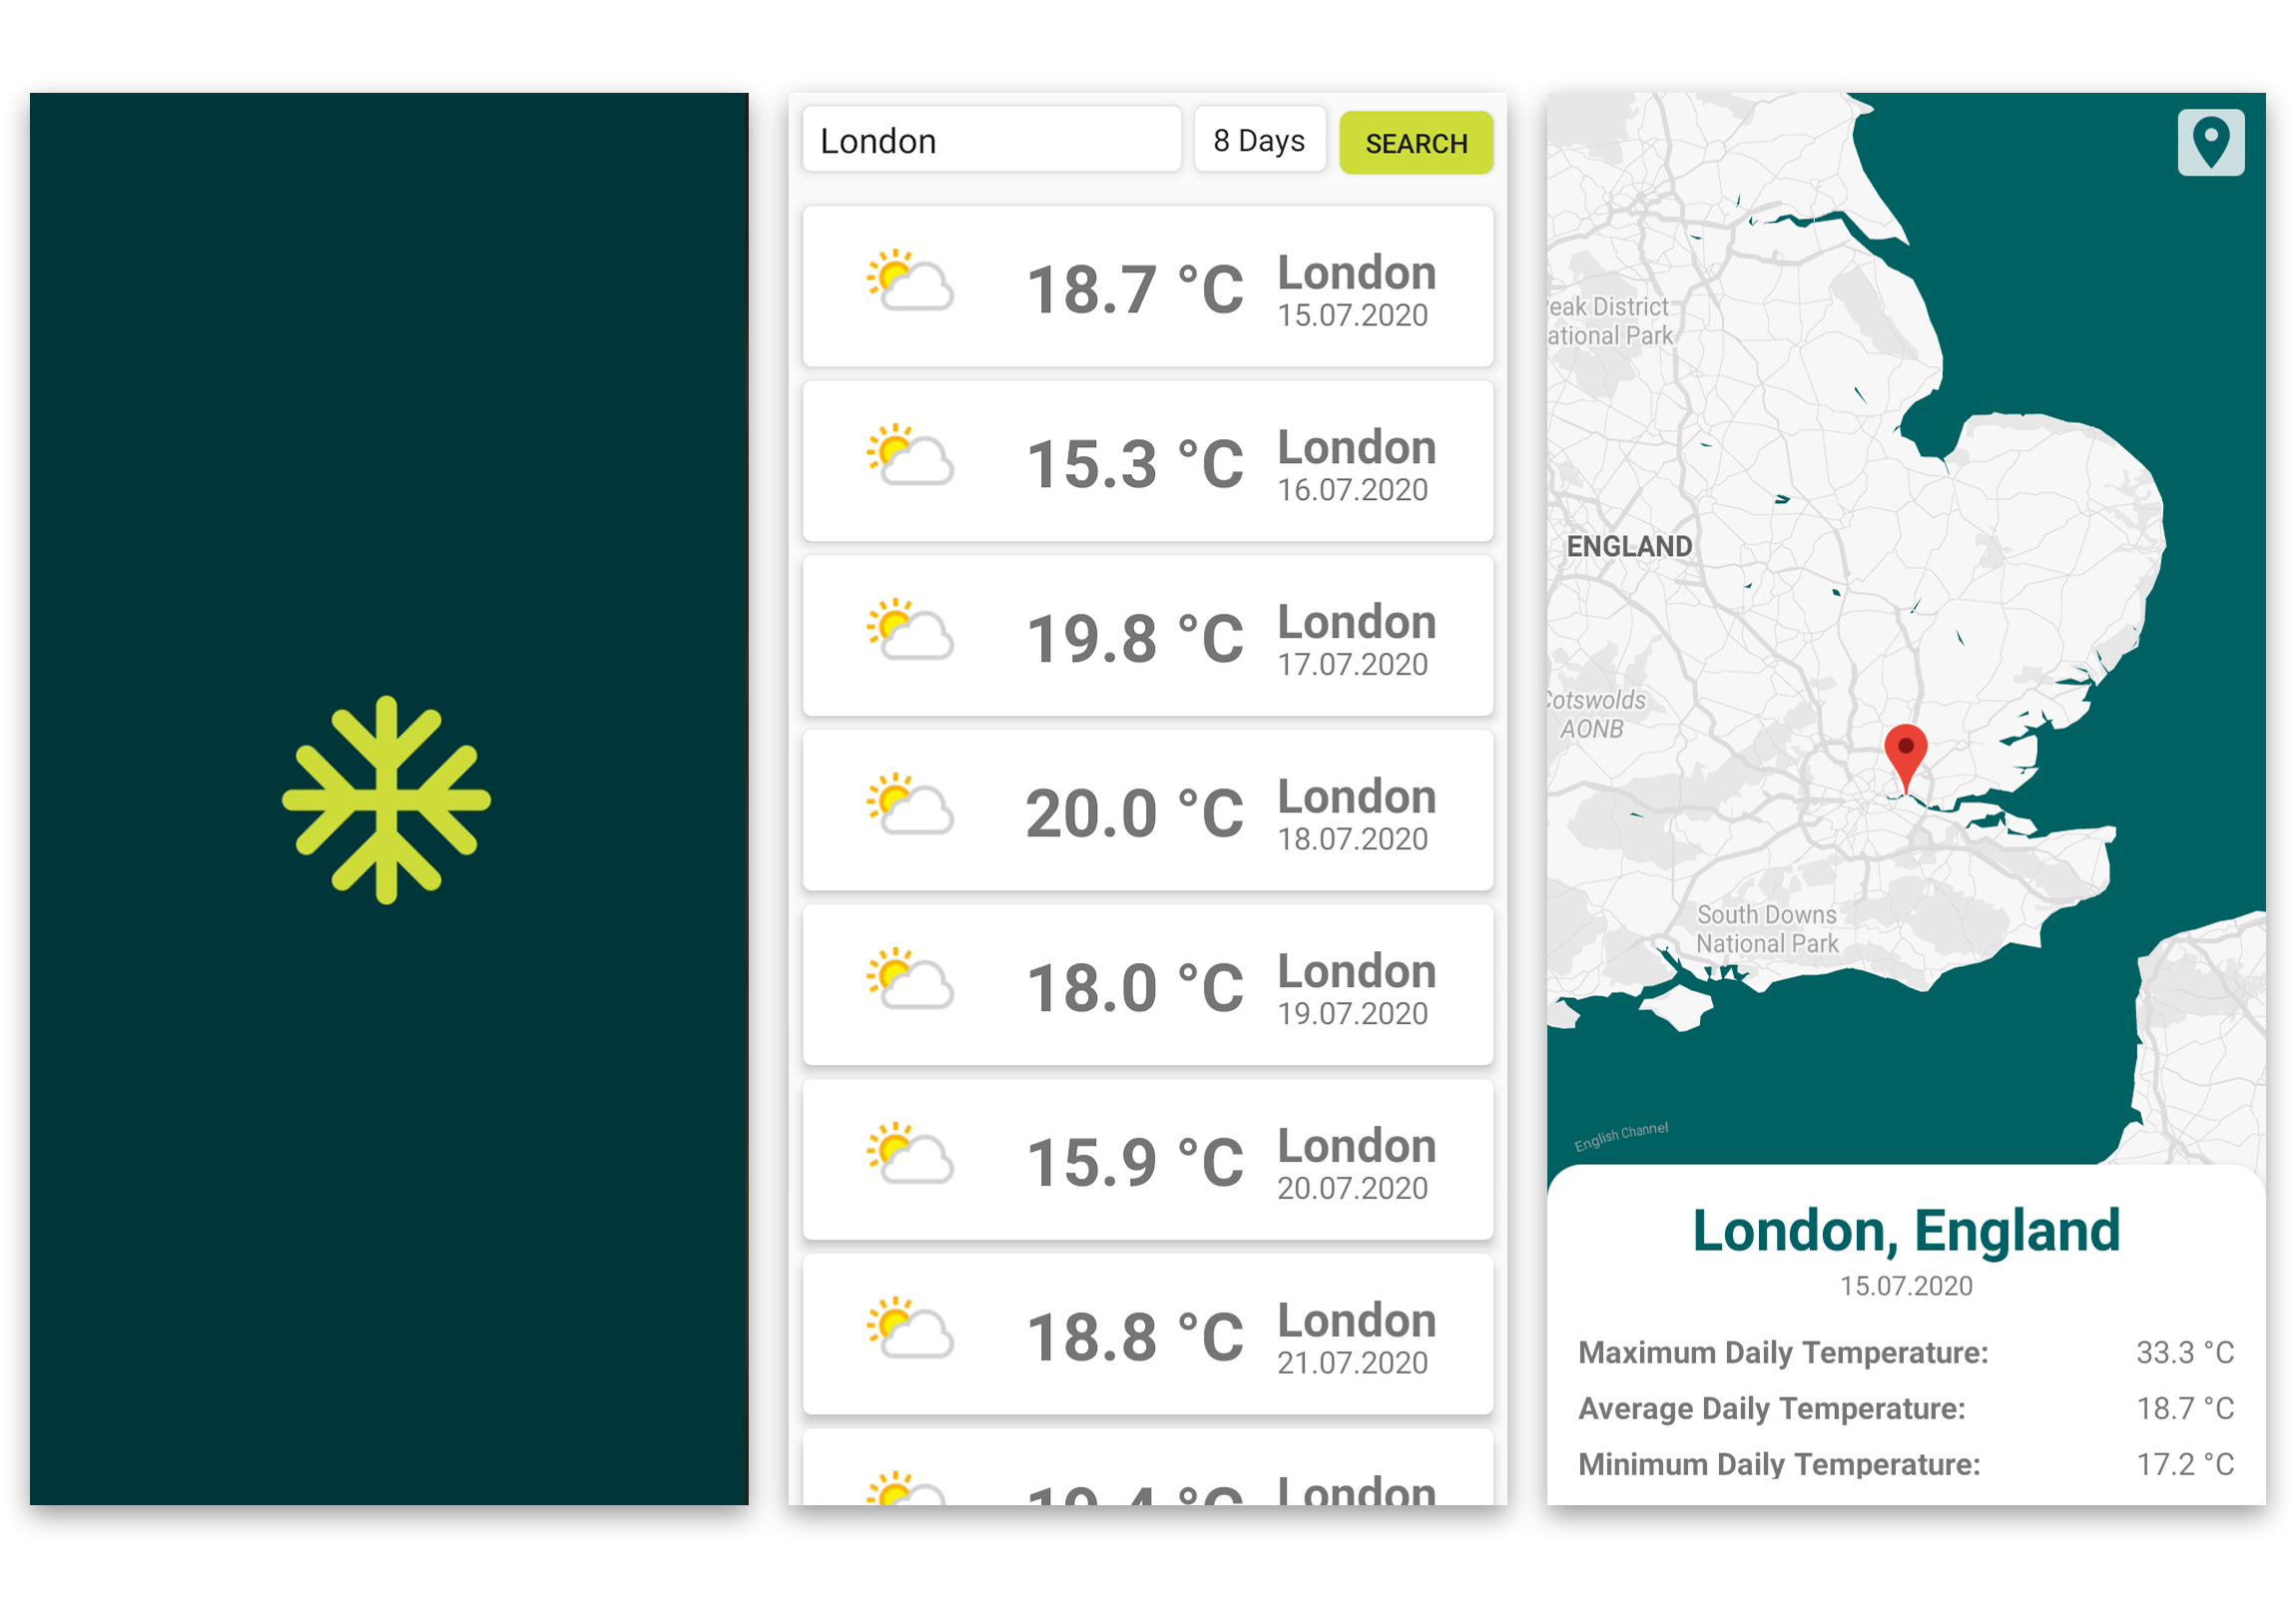 London
8 Days
SEARCH
18.7 °C
London
15.07.2020
15.3 °C
London
16.07.2020
19.8 °C
London
17.07.2020
20.0 °C
London
18.07.2020
18.0 °C
London
19.07.2020
15.9 °C
London
20.07.2020
18.8 °C
London
21.07.2020
°C
London
eak District
ational Park
ENGLAND
Cotswolds
AONB
South Downs
National Park
English Channel
London, England
15.07.2020
Maximum Daily Temperature: 33.3 °C
Average Daily Temperature: 18.7 °C
Minimum Daily Temperature: 17.2 °C